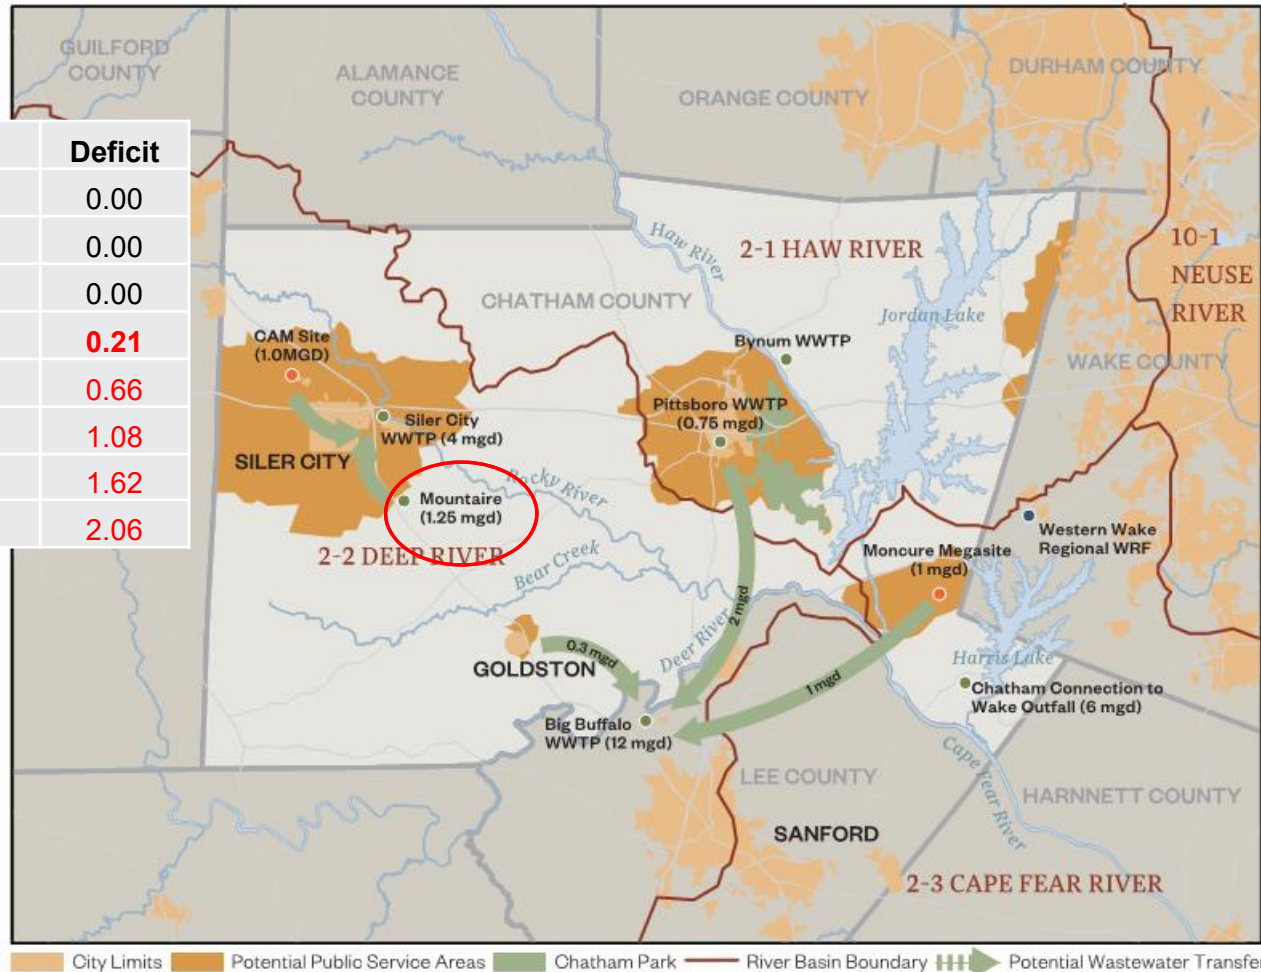 GUILFORD
COUNTY
ALAMANCE
COUNTY
ORANGE COUNTY
DURHAM COUNTY
Deficit
0.00
0.00
0.00
0.21
0.66
1.08
1.62
2.06
Haw River
2-1 HAW RIVER
10-1
NEUSE
RIVER
CHATHAM COUNTY
Jordan Lake
WAKE COUNTY
CAM Site
(1.0MGD)
Bynum WWTP
Siler City
WWTP (4 mgd)
Pittsboro WWTP
(0.75 mgd)
SILER CITY
Rocky River
Mountaire
(1.25 mgd)
2-2 DEEP RIVER
Bear Creek
Western Wake
Regional WRF
Moncure Megasite
(1 mgd)
2 mgd
Deer River
0.3 mgd
GOLDSTON
1 mgd
Harris Lake
Chatham Connection to
Wake Outfall (6 mgd)
Big Buffalo
WWTP (12 mgd)
Cape Fear River
LEE COUNTY
HARNNETT COUNTY
SANFORD
2-3 CAPE FEAR RIVER
City Limits Potential Public Service Areas Chatham Park River Basin Boundary Potential Wastewater Transfer